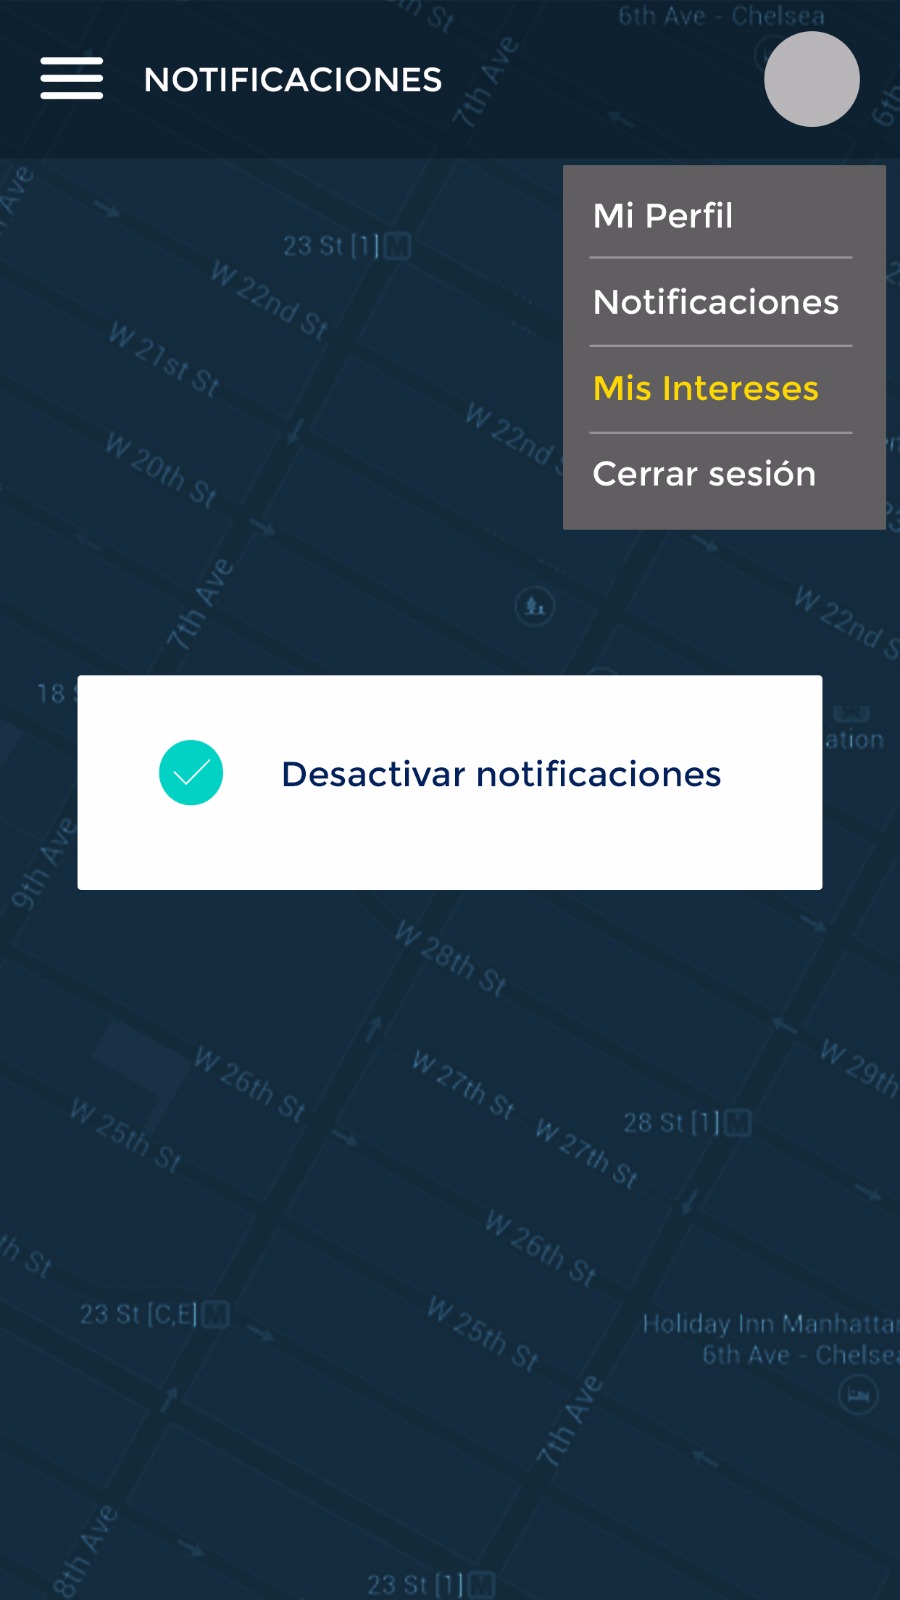 6th Ave - Chelsea
NOTIFICACIONES
7th Ave
Mi Perfil
23 St [1] M
Notificaciones
W 22nd St
W 21st St
Mis Intereses
W 22nd
W 20th St
Cerrar sesión
7th Ave
W 22nd S
18
ation
Desactivar notificaciones
9th Ave
W 28th St
W 26th St
W 27th St
W 29th
W 25th St
28 St [1] M
W 27th St
W 26th St
th St
23 St [C,E] M
W 25th St
Holiday Inn Manhatta
6th Ave - Chelsea
7th Ave
8th Ave
23 St [1] M